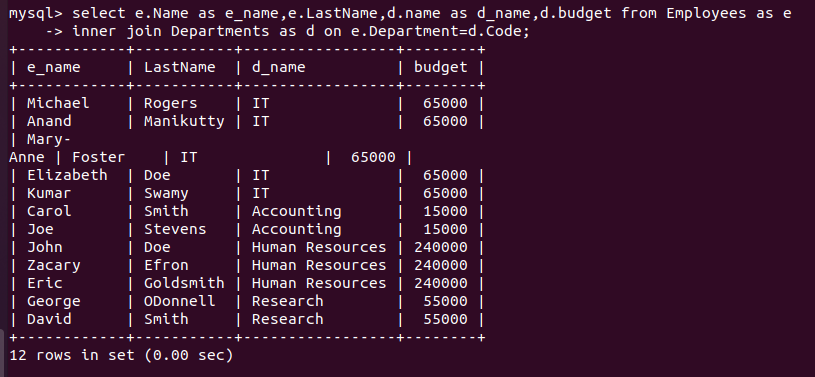 mysql> select e.Name as e_name,e.LastName,d.name as d_name,d.budget from Employees as e
    -> inner join Departments as d on e.Department=d.Code;
+------------+-----------+-----------------+--------+
| e_name     | LastName  | d_name          | budget |
+------------+-----------+-----------------+--------+
| Michael    | Rogers    | IT              |  65000 |
| Anand      | Manikutty | IT              |  65000 |
| Mary-
Anne | Foster    | IT              |  65000 |
| Elizabeth  | Doe       | IT              |  65000 |
| Kumar      | Swamy     | IT              |  65000 |
| Carol      | Smith     | Accounting      |  15000 |
| Joe        | Stevens   | Accounting      |  15000 |
| John       | Doe       | Human Resources | 240000 |
| Zacary     | Efron     | Human Resources | 240000 |
| Eric       | Goldsmith | Human Resources | 240000 |
| George     | ODonnell  | Research        |  55000 |
| David      | Smith     | Research        |  55000 |
+------------+-----------+-----------------+--------+
12 rows in set (0.00 sec)